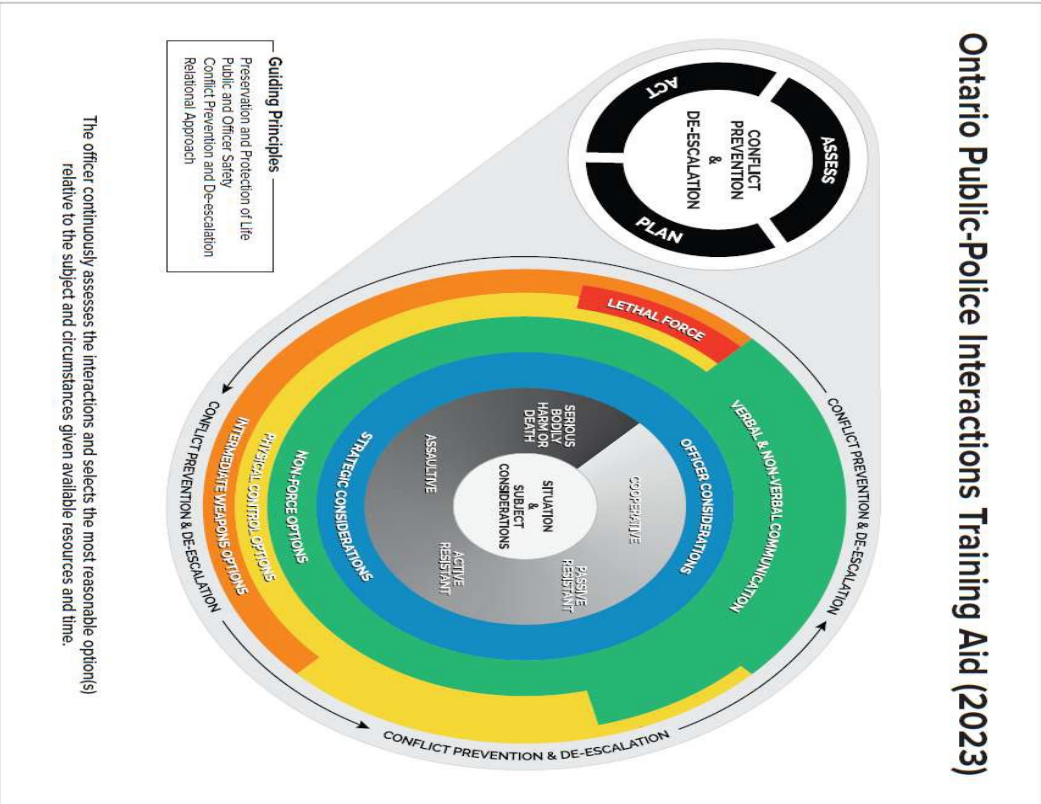 Ontario Public-Police Interactions Training Aid (2023)
ASSESS
PLAN
ACT
CONFLICT
PREVENTION
&
DE-ESCALATION
CONFLICT PREVENTION & DE-ESCALATION
VERBAL & NON-VERBAL COMMUNICATION
OFFICER CONSIDERATIONS
LETHAL FORCE
COOPERATIVE
SERIOUS
BODILY
HARM OR
DEATH
PASSIVE
RESISTANT
SITUATION
&
SUBJECT
CONSIDERATIONS
ASSAULTIVE
ACTIVE
RESISTANT
STRATEGIC CONSIDERATIONS
NON-FORCE OPTIONS
PHYSICAL CONTROL OPTIONS
INTERMEDIATE WEAPONS OPTIONS
CONFLICT PREVENTION & DE-ESCALATION
CONFLICT PREVENTION & DE-ESCALATION
Guiding Principles
Preservation and Protection of Life
Public and Officer Safety
Conflict Prevention and De-escalation
Relational Approach
The officer continuously assesses the interactions and selects the most reasonable option(s)
relative to the subject and circumstances given available resources and time.